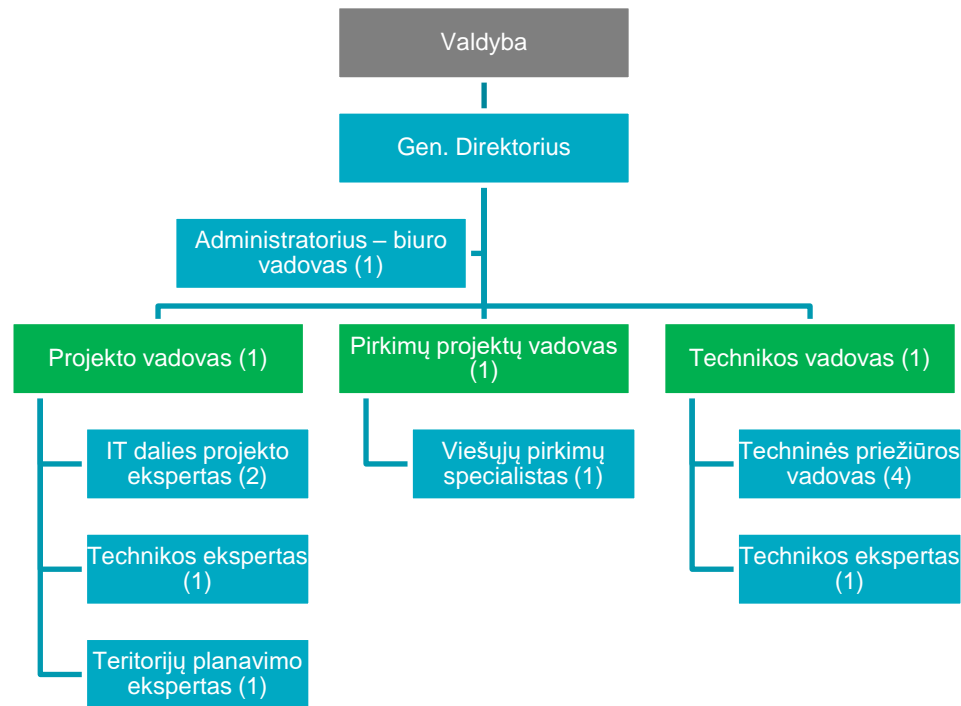 Valdyba
Gen. Direktorius
Administratorius – biuro
vadovas (1)
Projekto vadovas (1)
Pirkimų projektų vadovas
(1)
Technikos vadovas (1)
IT dalies projekto
ekspertas (2)
Viešųjų pirkimų
specialistas (1)
Techninės priežiūros
vadovas (4)
Technikos ekspertas
(1)
Technikos ekspertas
(1)
Teritorijų planavimo
ekspertas (1)